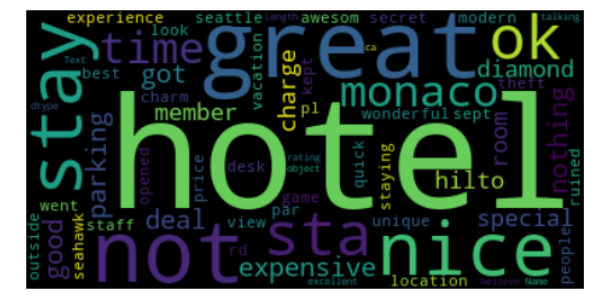 experience seattle Length awesom secret modern talking
look ca
time great ok
Text best got vacation kept diamond
dtype charm member charge monaco theft
stay pl wonderful sept nothing
parking hotel room
opened price desk rating object quick staying hilto ruined
went deal view game par unique special
outside good seahawk staff rd people
not sta nice
expensive location
excellent believe Name